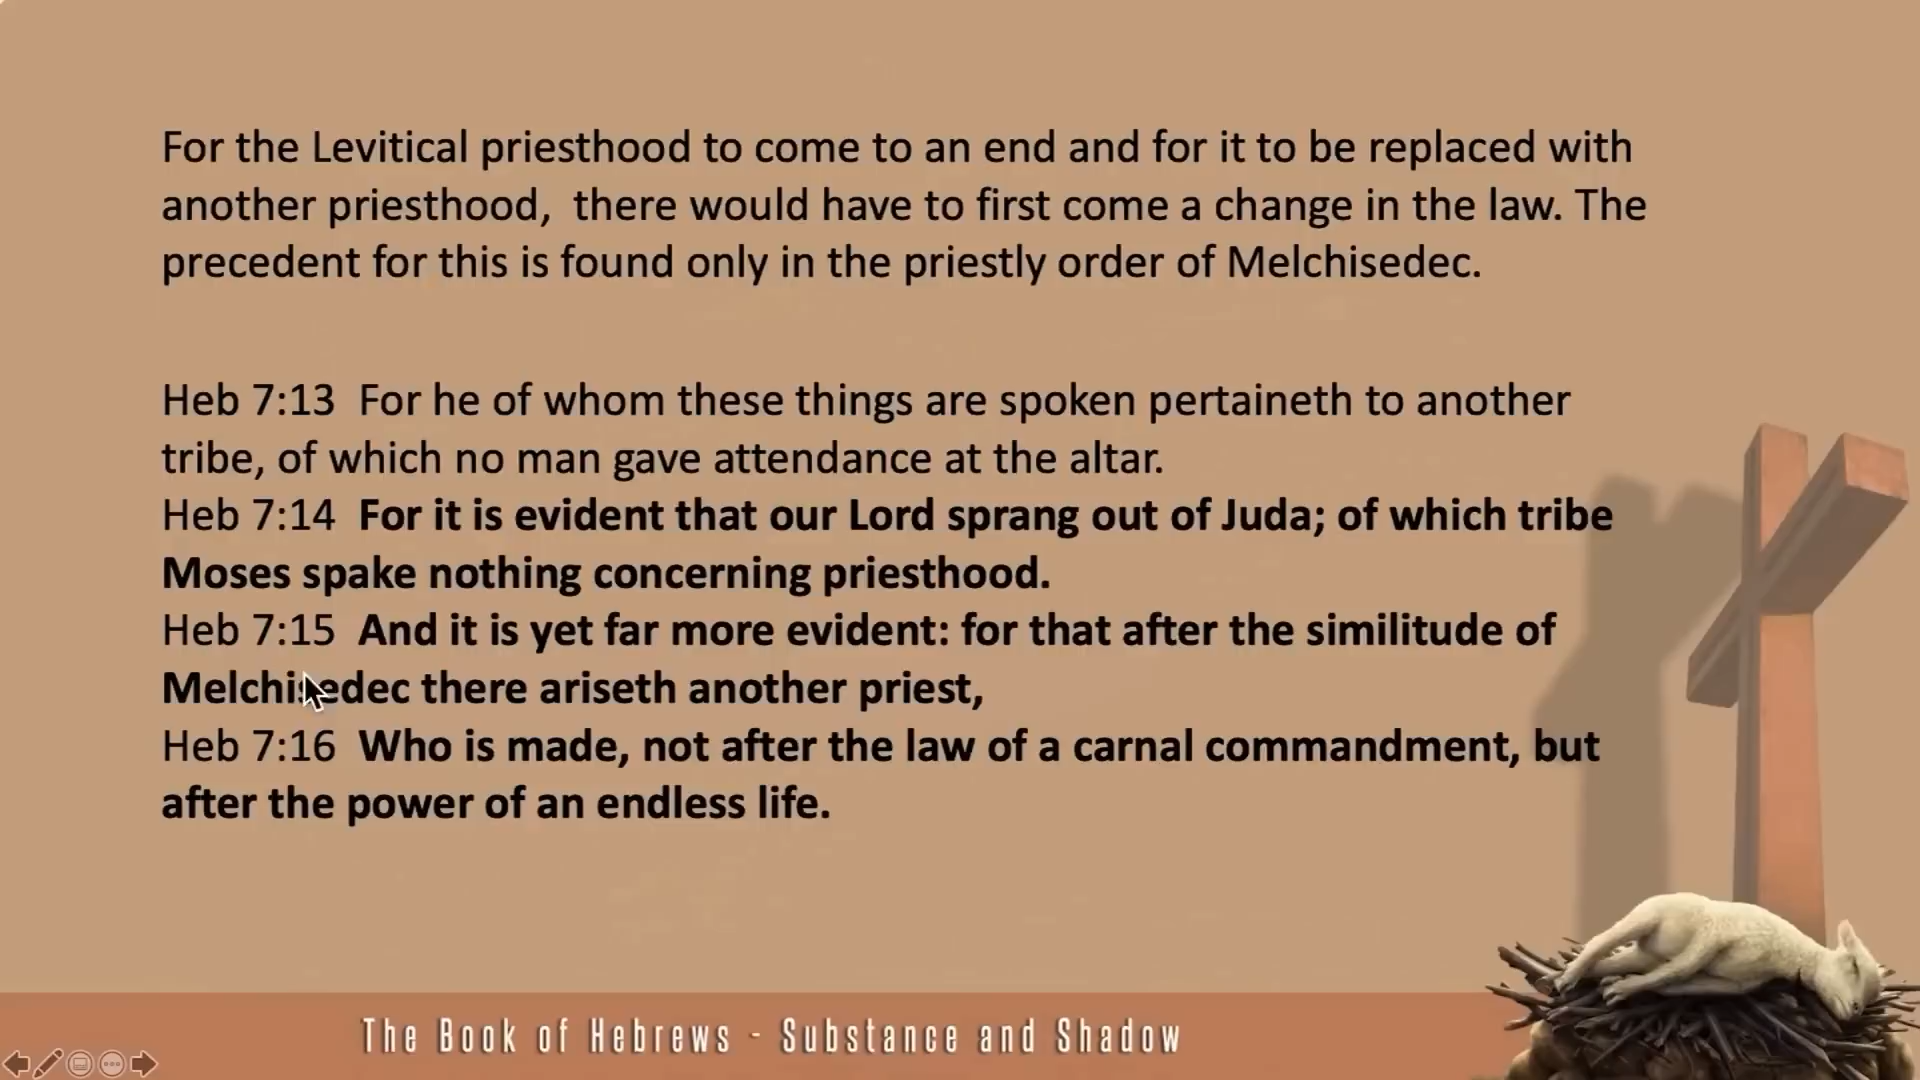 For the Levitical priesthood to come to an end and for it to be replaced with
another priesthood,  there would have to first come a change in the law. The
precedent for this is found only in the priestly order of Melchisedec.
Heb 7:13  For he of whom these things are spoken pertaineth to another
tribe, of which no man gave attendance at the altar.
Heb 7:14  For it is evident that our Lord sprang out of Juda; of which tribe
Moses spake nothing concerning priesthood.
Heb 7:15  And it is yet far more evident: for that after the similitude of
Melchisedec there ariseth another priest,
Heb 7:16  Who is made, not after the law of a carnal commandment, but
after the power of an endless life.
The Book of Hebrews - Substance and Shadow